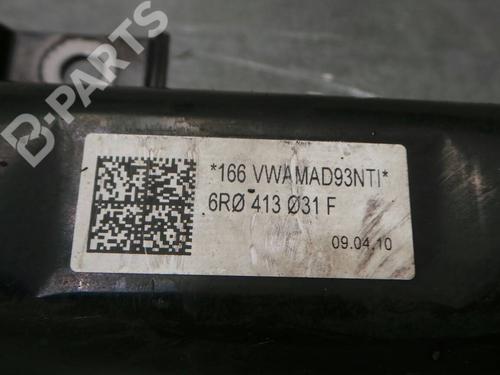 B-PARTS
*166 VWAMAD93NTI*
6RØ 413 Ø31 F
09.04.10